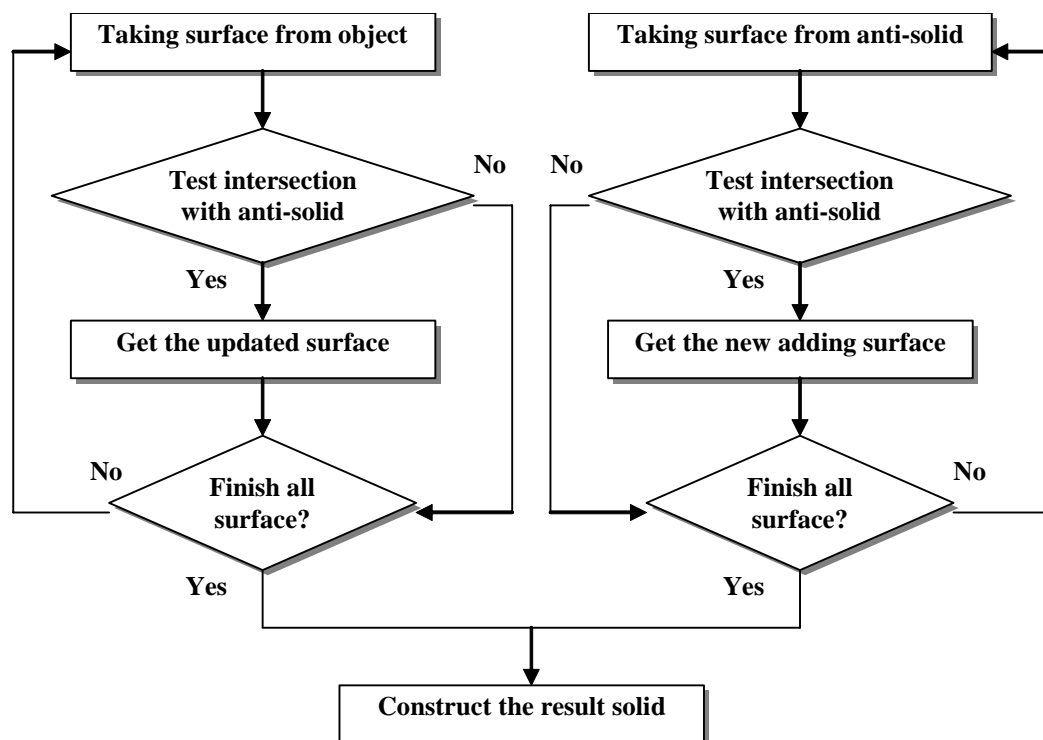 Taking surface from object
Taking surface from anti-solid
No
No
Test intersection
with anti-solid
Test intersection
with anti-solid
Yes
Yes
Get the updated surface
Get the new adding surface
No
Finish all
surface?
Finish all
surface?
No
Yes
Yes
Construct the result solid